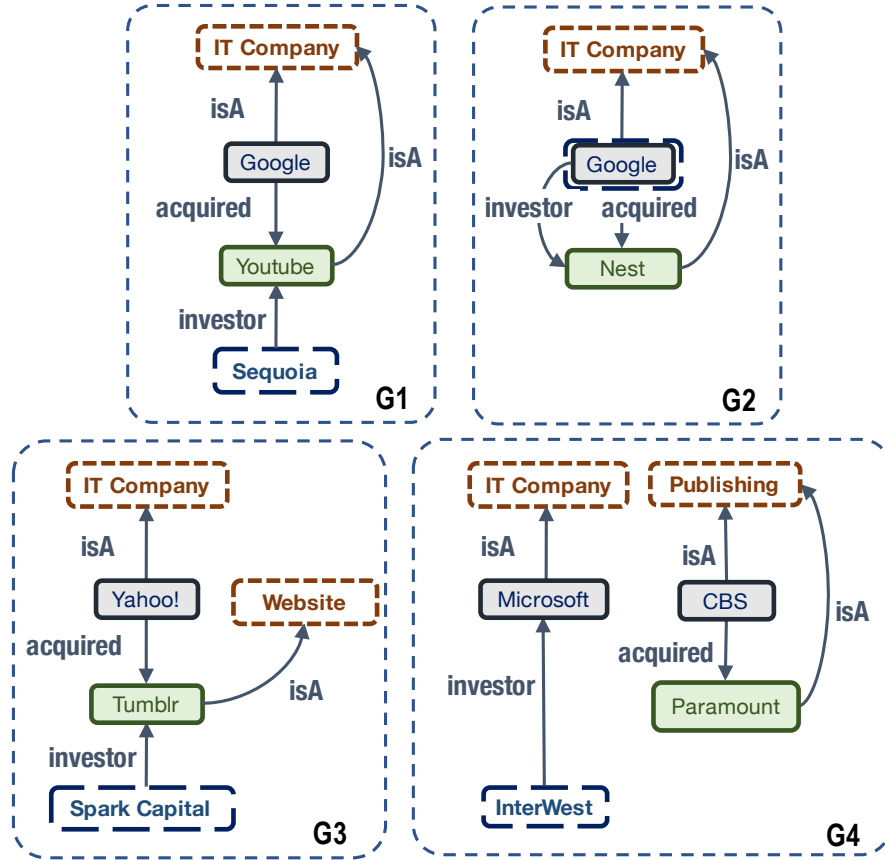 IT Company
isA
Google
isA
acquired
Youtube
investor
Sequoia
G1
IT Company
isA
Google
isA
investor
acquired
Nest
G2
IT Company
isA
Yahoo!
Website
acquired
isA
Tumblr
investor
Spark Capital
G3
IT Company
Publishing
isA
isA
Microsoft
CBS
isA
acquired
investor
Paramount
InterWest
G4